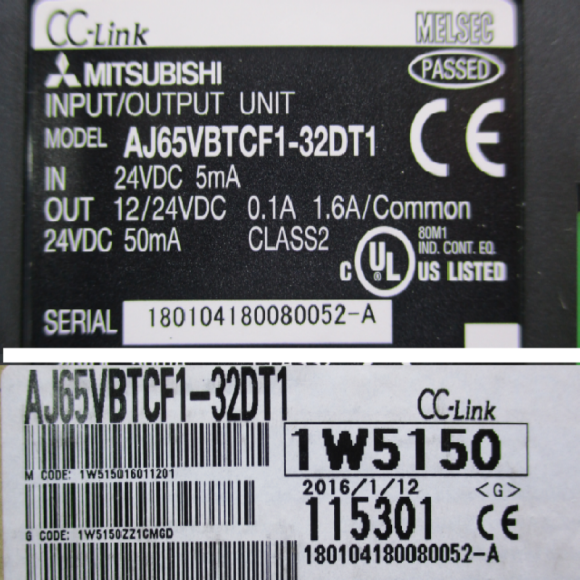 CC-Link MELSEC
MITSUBISHI PASSED
INPUT/OUTPUT UNIT
MODEL AJ65VBTCF1-32DT1 CE
IN 24VDC 5mA
OUT 12/24VDC 0.1A 1.6A/Common
24VDC 50mA CLASS2
80M1
IND. CONT. EQ.
C UL US LISTED
SERIAL 180104180080052-A
AJ65VBTCF1-32DT1 CC-Link
1W5150
M CODE: 1W515016011201
2016/1/12 <G>
115301 CE
G CODE: 1W5150ZZ1GMGD
180104180080052-A